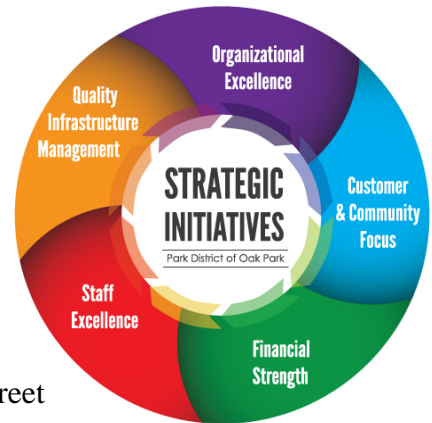 Organizational
Excellence
Quality
Infrastructure
Management
STRATEGIC
INITIATIVES
Park District of Oak Park
Customer
& Community
Focus
Staff
Excellence
Financial
Strength
reet